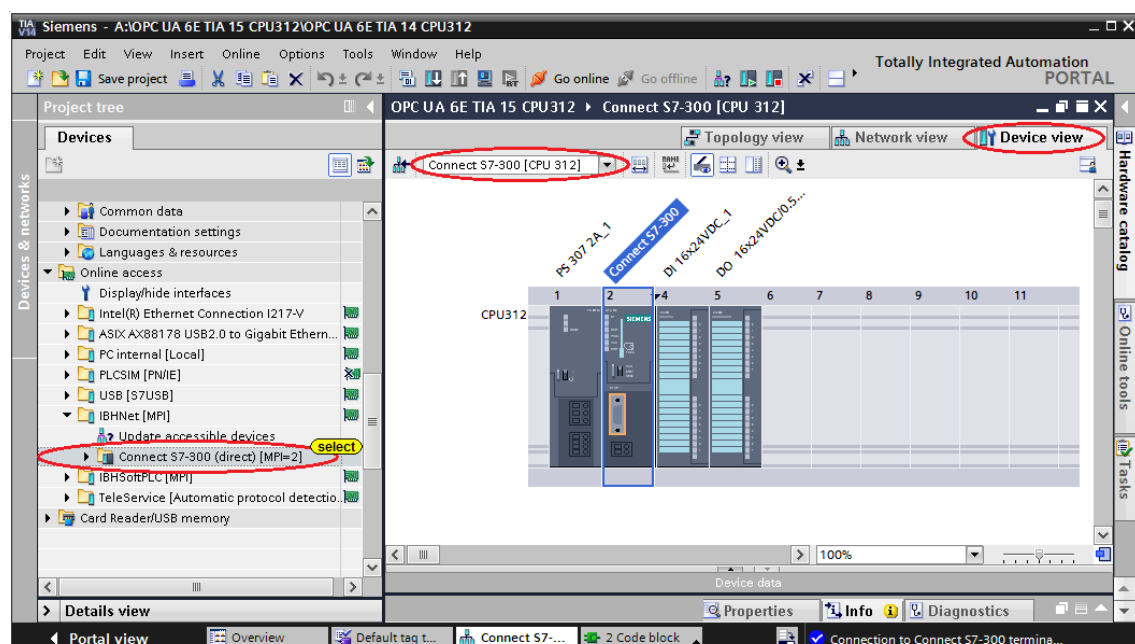 TIA V14 Siemens - A:\OPC UA 6E TIA 15 CPU312\OPC UA 6E TIA 14 CPU312
Project Edit View Insert Online Options Tools Window Help
Save project Go online Go offline
Totally Integrated Automation
PORTAL
Project tree
OPC UA 6E TIA 15 CPU312 Connect S7-300 [CPU 312]
Devices
Topology view Network view Device view
Connect S7-300 [CPU 312]
Devices & networks
Common data
Documentation settings
Languages & resources
Online access
Display/hide interfaces
Intel(R) Ethernet Connection I217-V
ASIX AX88178 USB2.0 to Gigabit Ethern...
PC internal [Local]
PLCSIM [PN/IE]
USB [S7USB]
IBHNet [MPI]
Update accessible devices
Connect S7-300 (direct) [MPI=2]
select
IBHSoftPLC [MPI]
TeleService [Automatic protocol detectio...
Card Reader/USB memory
Details view
PS 307 2A_1
Connect S7-300
DI 16x24VDC_1
DO 16x24VDC/0.5...
1 2 4 5 6 7 8 9 10 11
CPU312
SIEMENS
100%
Device data
Properties Info Diagnostics
Hardware catalog
Online tools
Tasks
Portal view Overview Default tag t... Connect S7-... 2 Code block Connection to Connect S7-300 termina...